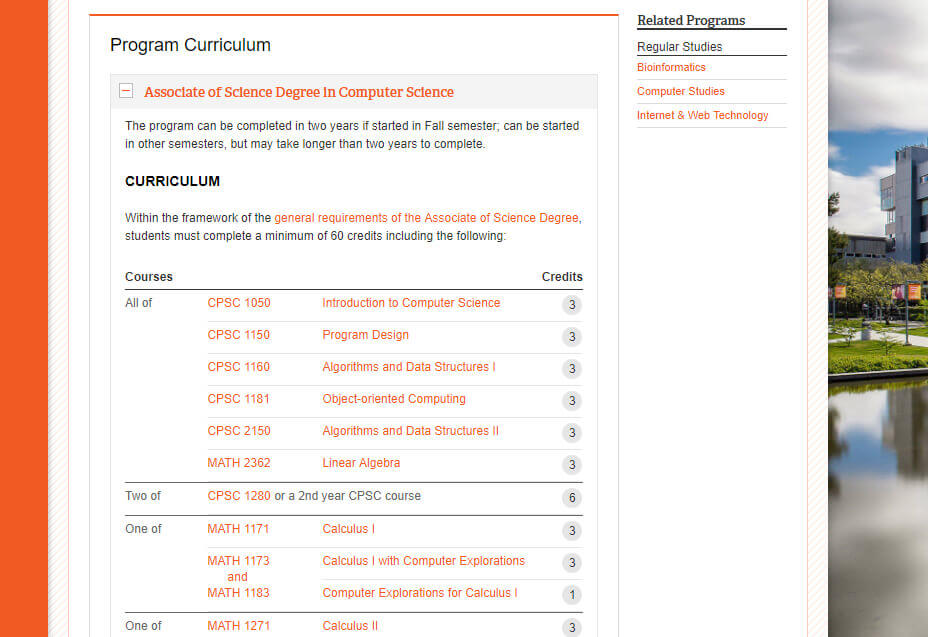 Program Curriculum
Associate of Science Degree in Computer Science
The program can be completed in two years if started in Fall semester; can be started
in other semesters, but may take longer than two years to complete.
CURRICULUM
Within the framework of the general requirements of the Associate of Science Degree,
students must complete a minimum of 60 credits including the following:
Courses Credits
All of CPSC 1050 Introduction to Computer Science 3
CPSC 1150 Program Design 3
CPSC 1160 Algorithms and Data Structures I 3
CPSC 1181 Object-oriented Computing 3
CPSC 2150 Algorithms and Data Structures II 3
MATH 2362 Linear Algebra 3
Two of CPSC 1280 or a 2nd year CPSC course 6
One of MATH 1171 Calculus I 3
MATH 1173 Calculus I with Computer Explorations 3
and
MATH 1183 Computer Explorations for Calculus I 1
One of MATH 1271 Calculus II 3
Related Programs
Regular Studies
Bioinformatics
Computer Studies
Internet & Web Technology